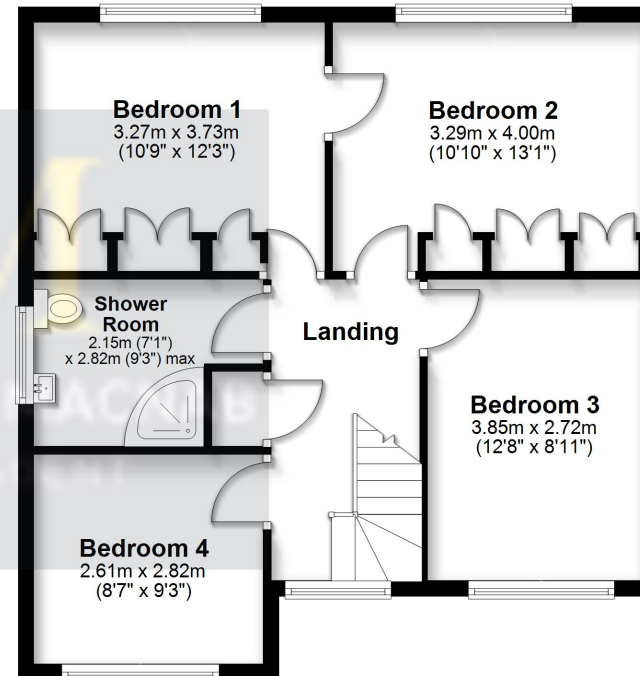 Bedroom 1
3.27m x 3.73m
(10'9" x 12'3")
Bedroom 2
3.29m x 4.00m
(10'10" x 13'1")
Shower
Room
2.15m (7'1")
x 2.82m (9'3") max
Landing
Bedroom 3
3.85m x 2.72m
(12'8" x 8'11")
MACNAB
Bedroom 4
2.61m x 2.82m
(8'7" x 9'3")